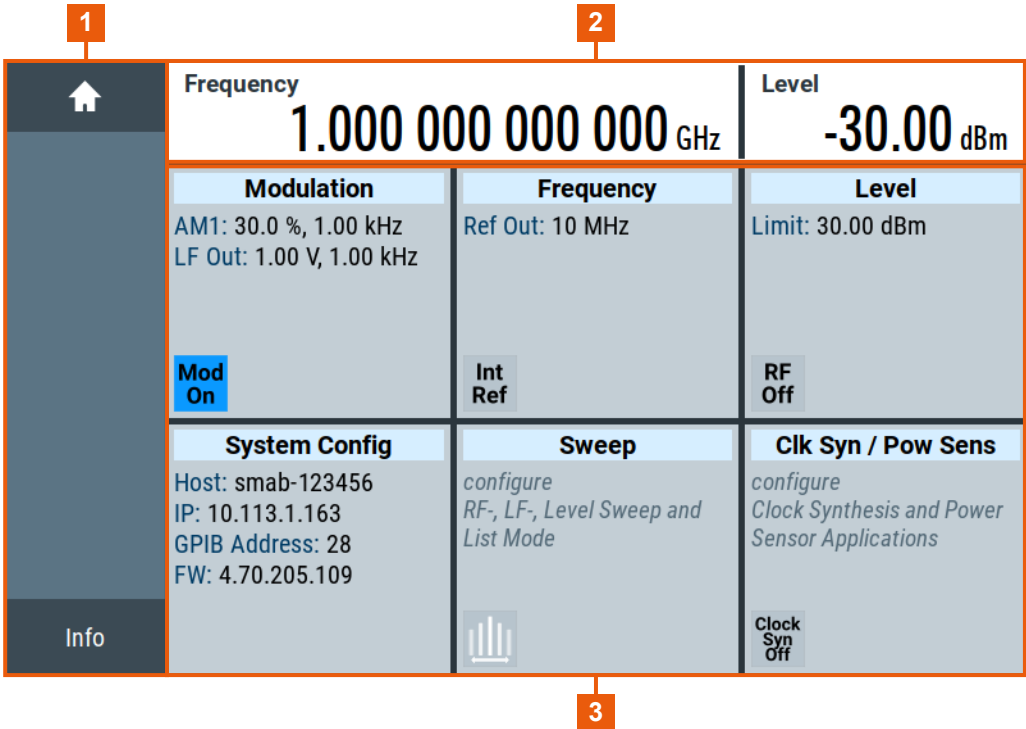 1
2
Frequency
1.000 000 000 000 GHz
Level
-30.00 dBm
Modulation
AM1: 30.0 %, 1.00 kHz
LF Out: 1.00 V, 1.00 kHz
Mod
On
Frequency
Ref Out: 10 MHz
Int
Ref
Level
Limit: 30.00 dBm
RF
Off
System Config
Host: smab-123456
IP: 10.113.1.163
GPIB Address: 28
FW: 4.70.205.109
Sweep
configure
RF-, LF-, Level Sweep and
List Mode
Clk Syn / Pow Sens
configure
Clock Synthesis and Power
Sensor Applications
Clock
Syn
Off
Info
3